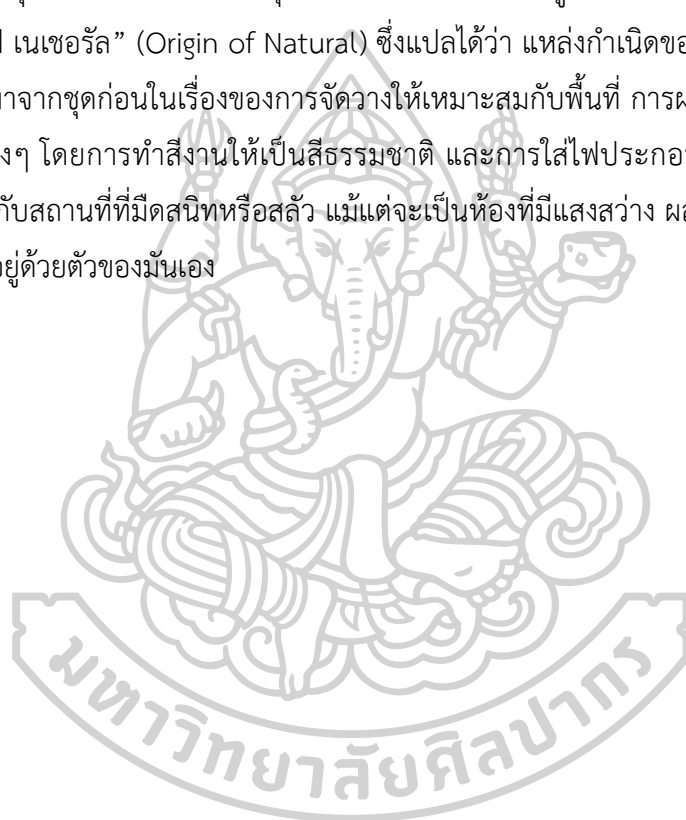 เนเชอรัล” (Origin of Natural) ซึ่งแปลได้ว่า แหล่งกำเนิดขอ
จากชุดก่อนในเรื่องของการจัดวางให้เหมาะสมกับพื้นที่ การผ
งๆ โดยการทำสีงานให้เป็นสีธรรมชาติ และการใส่ไฟประกอ
กับสถานที่ที่มืดสนิทหรือสลัว แม้แต่จะเป็นห้องที่มีแสงสว่าง ผล
อยู่ด้วยตัวของมันเอง
มหาวิทยาลัยศิลปากร